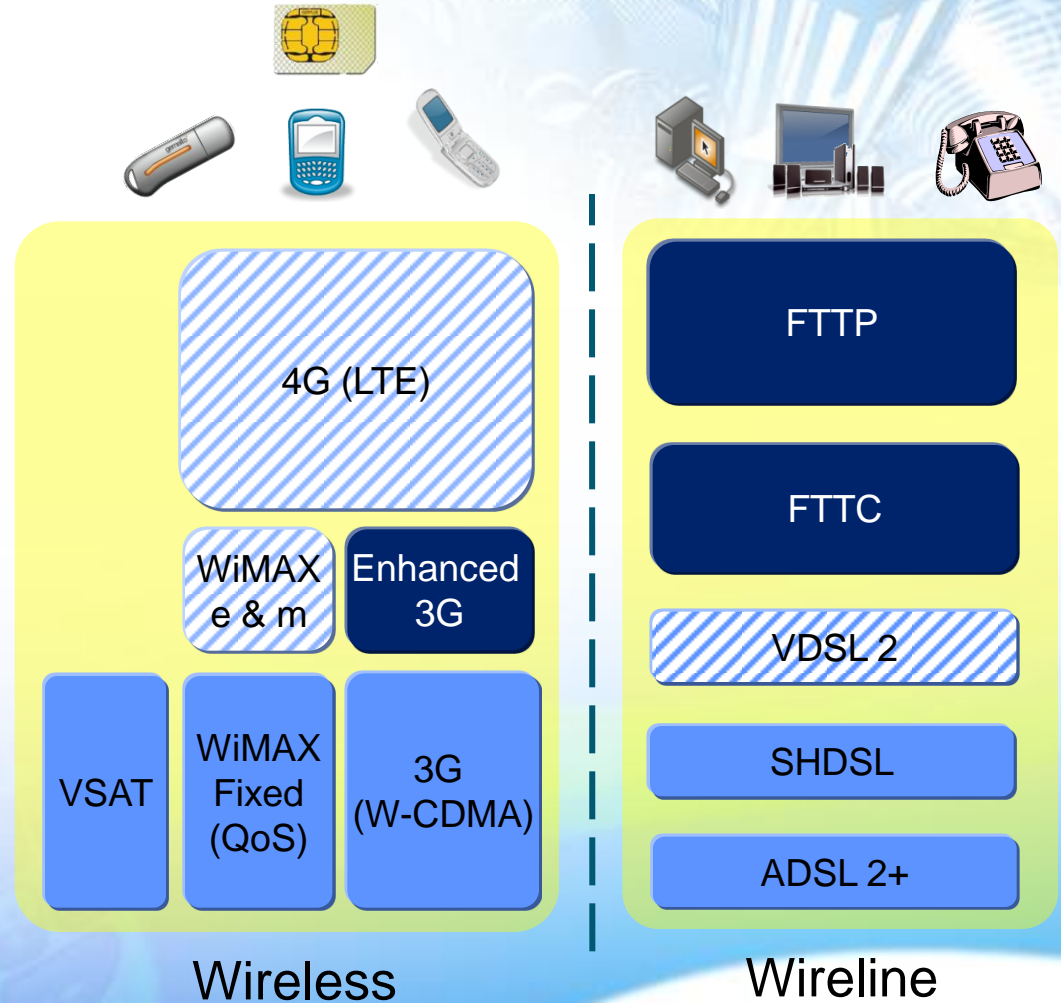 gemalto
4G (LTE)
WiMAX
e & m
Enhanced
3G
VSAT
WiMAX
Fixed
(QoS)
3G
(W-CDMA)
Wireless
FTTP
FTTC
VDSL 2
SHDSL
ADSL 2+
Wireline